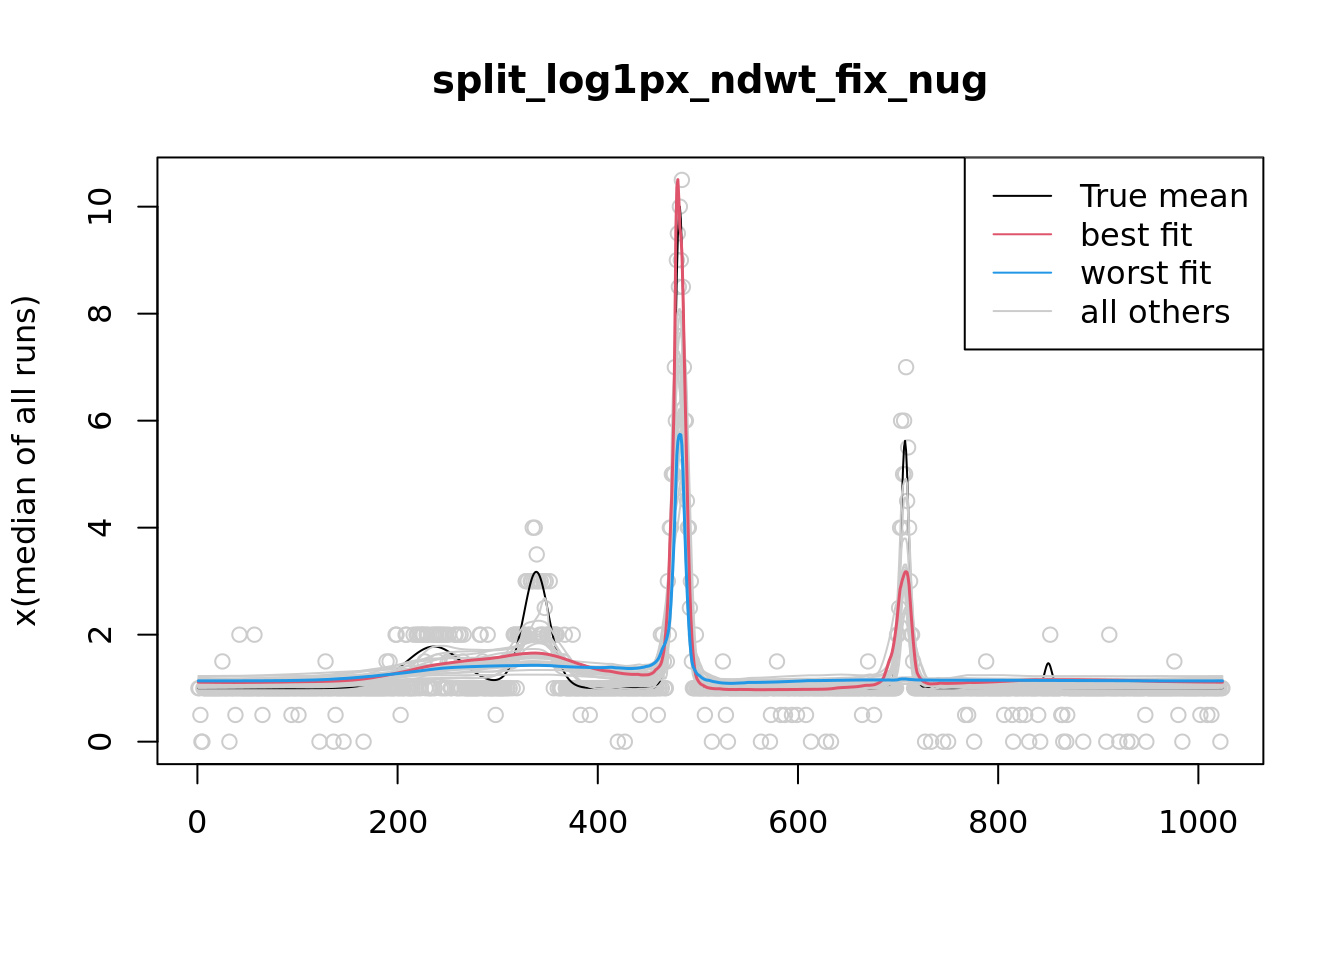 split_log1px_ndwt_fix_nug
x(median of all runs)
10
8
6
4
2
0
0 200 400 600 800 1000
True mean
best fit
worst fit
all others